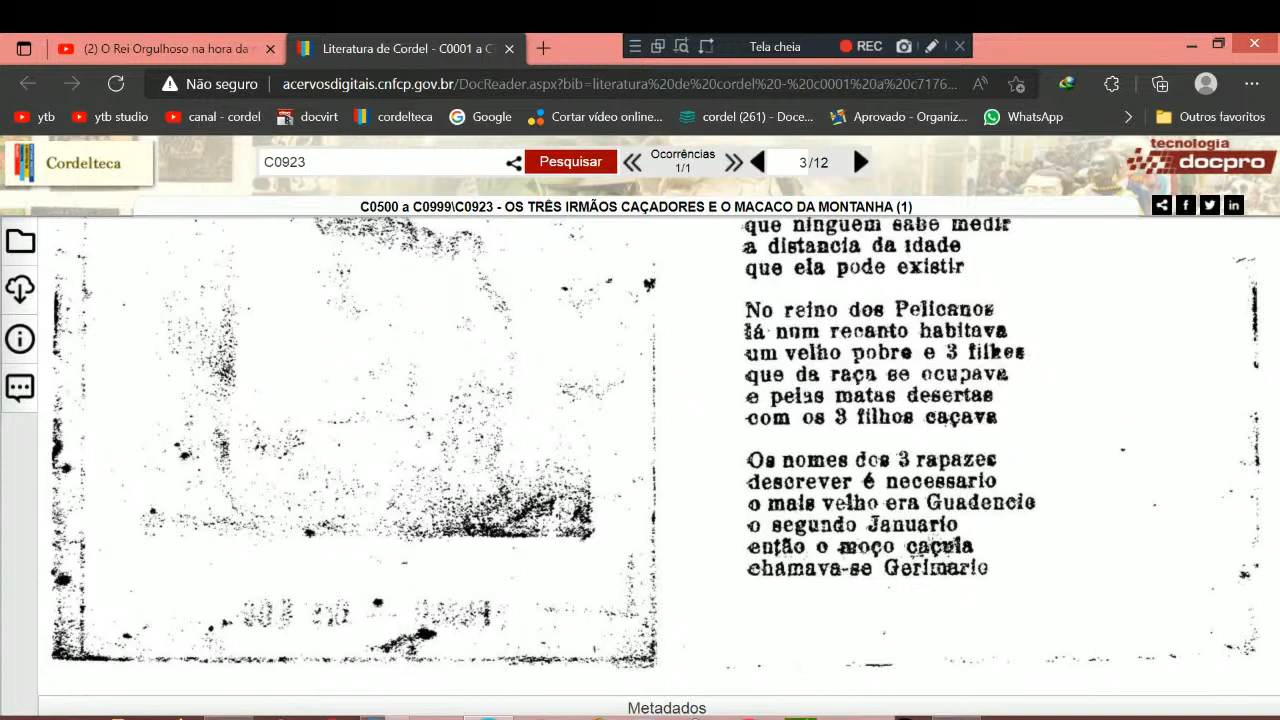 (2) O Rei Orgulhoso na hora da
Literatura de Cordel - C0001 a C
Tela cheia
REC
Não seguro
acervosdigitais.cnfcp.gov.br/DocReader.aspx?bib=literatura%20de%20cordel%20-%20c0001%20a%20c7176...
ytb
ytb studio
canal - cordel
docvirt
cordelteca
Google
Cortar vídeo online...
cordel (261) - Doce...
Aprovado - Organiz...
WhatsApp
Outros favoritos
Cordelteca
C0923
Pesquisar
Ocorrências
1/1
3/12
tecnologia
docpro
C0500 a C0999\C0923 - OS TRÊS IRMÃOS CAÇADORES E O MACACO DA MONTANHA (1)
que ninguem sabe medir
a distancia da idade
que ela pode existir
No reino dos Pelicanos
lá num recanto habitava
um velho pobre e 3 filhos
que da raça se ocupava
e pelas matas desertas
com os 3 filhos caçava
Os nomes dos 3 rapazes
descrever é necessario
o mais velho era Guadencio
o segundo Januario
então o moço caçula
chamava-se Gerimario
Metadados